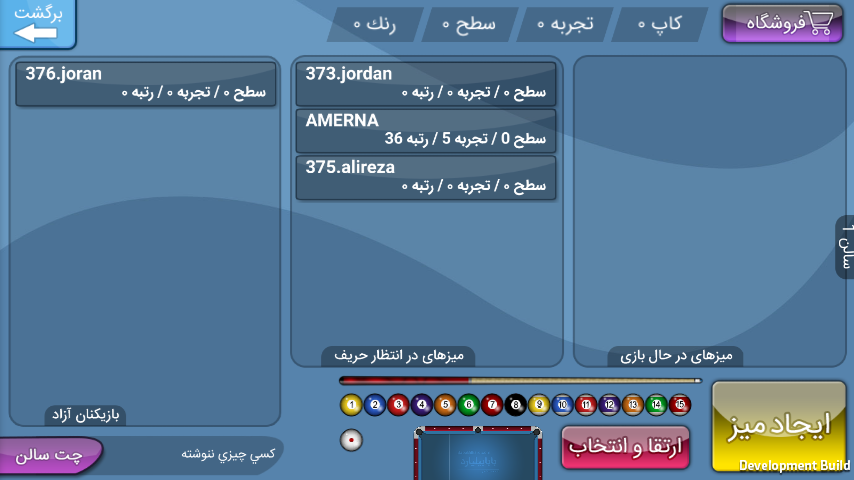 برگشت
رنك ۰
سطح ۰
تجربه ۰
کاپ ۰
فروشگاه
376.joran
سطح ۰ / تجربه ۰ / رتبه ۰
373.jordan
سطح ۰ / تجربه ۰ / رتبه ۰
AMERNA
سطح 0 / تجربه 5 / رتبه 36
375.alireza
سطح ۰ / تجربه ۰ / رتبه ۰
سالن 1
میزهای در حال بازی
میزهای در انتظار حریف
بازیکنان آزاد
1 2 3 4 5 6 7 8 9 10 11 12 13 14 15
ایجاد میز
ارتقا و انتخاب
كسي چيزي ننوشته
چت سالن
Development Build